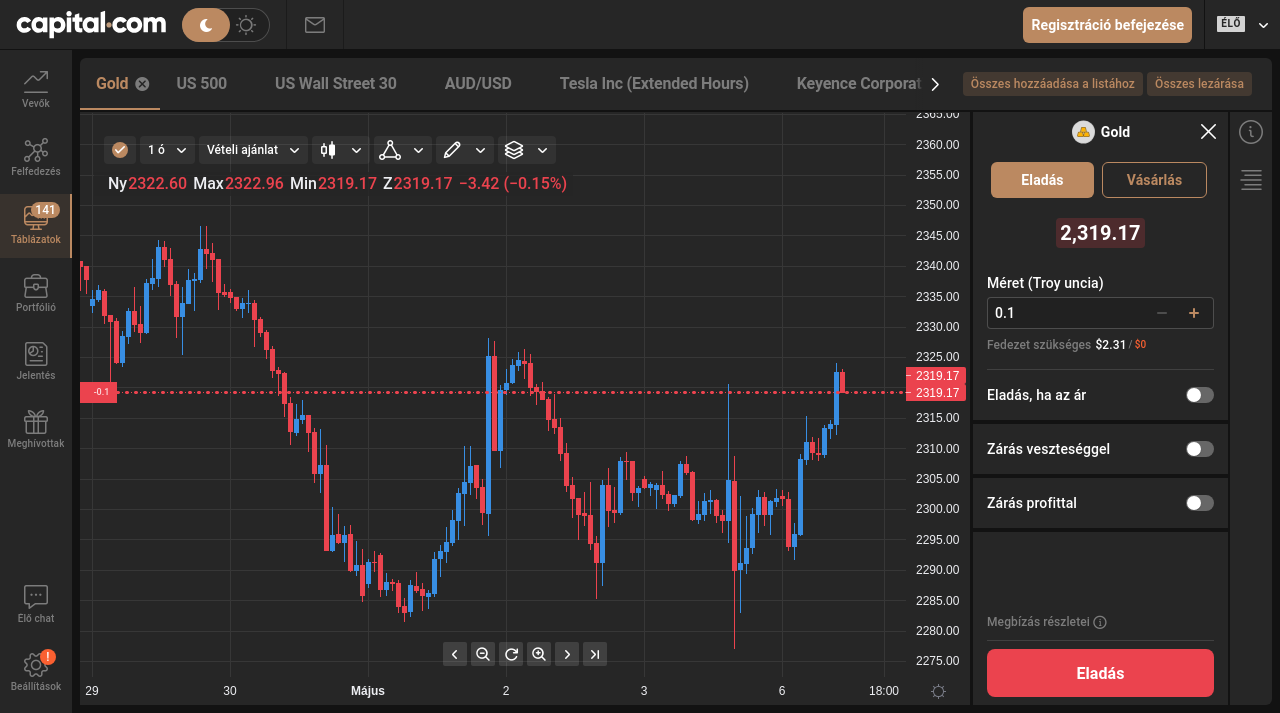 capital.com
Regisztráció befejezése
ÉLŐ
Vevők
Felfedezés
141
Táblázatok
Portfólió
Jelentés
Meghívottak
Elő chat
!
Beállítások
Gold US 500 US Wall Street 30 AUD/USD Tesla Inc (Extended Hours) Keyence Corporat
Összes hozzáadása a listához Összes lezárása
1 ó Vételi ajánlat
Ny2322.60 Max2322.96 Min2319.17 Z2319.17 −3.42 (−0.15%)
-0.1
2365.00
2360.00
2355.00
2350.00
2345.00
2340.00
2335.00
2330.00
2325.00
2319.17
2319.17
2315.00
2310.00
2305.00
2300.00
2295.00
2290.00
2285.00
2280.00
2275.00
29 30 Május 2 3 6 18:00
Gold
Eladás Vásárlás
2,319.17
Méret (Troy uncia)
0.1 − +
Fedezet szükséges $2.31 / $0
Eladás, ha az ár
Zárás veszteséggel
Zárás profittal
Megbízás részletei
Eladás